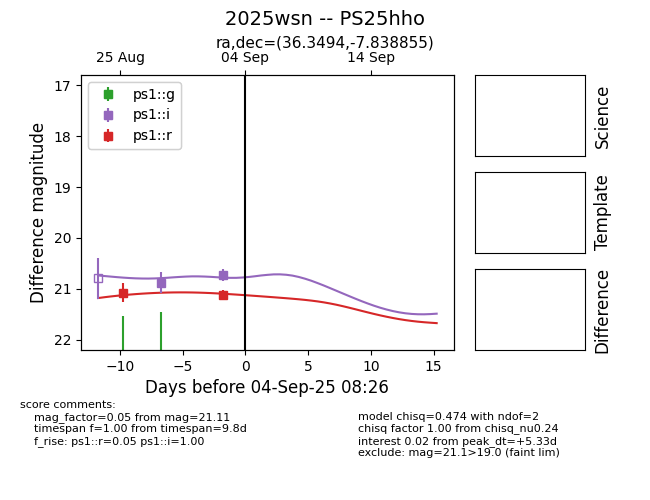 2025wsn -- PS25hho
ra,dec=(36.3494,-7.838855)
25 Aug 04 Sep 14 Sep
17
18
19
20
21
22
Difference magnitude
ps1::g
ps1::i
ps1::r
−10 −5 0 5 10 15
Days before 04-Sep-25 08:26
Science
Template
Difference
score comments:
mag_factor=0.05 from mag=21.11
timespan f=1.00 from timespan=9.8d
f_rise: ps1::r=0.05 ps1::i=1.00
model chisq=0.474 with ndof=2
chisq factor 1.00 from chisq_nu0.24
interest 0.02 from peak_dt=+5.33d
exclude: mag=21.1>19.0 (faint lim)